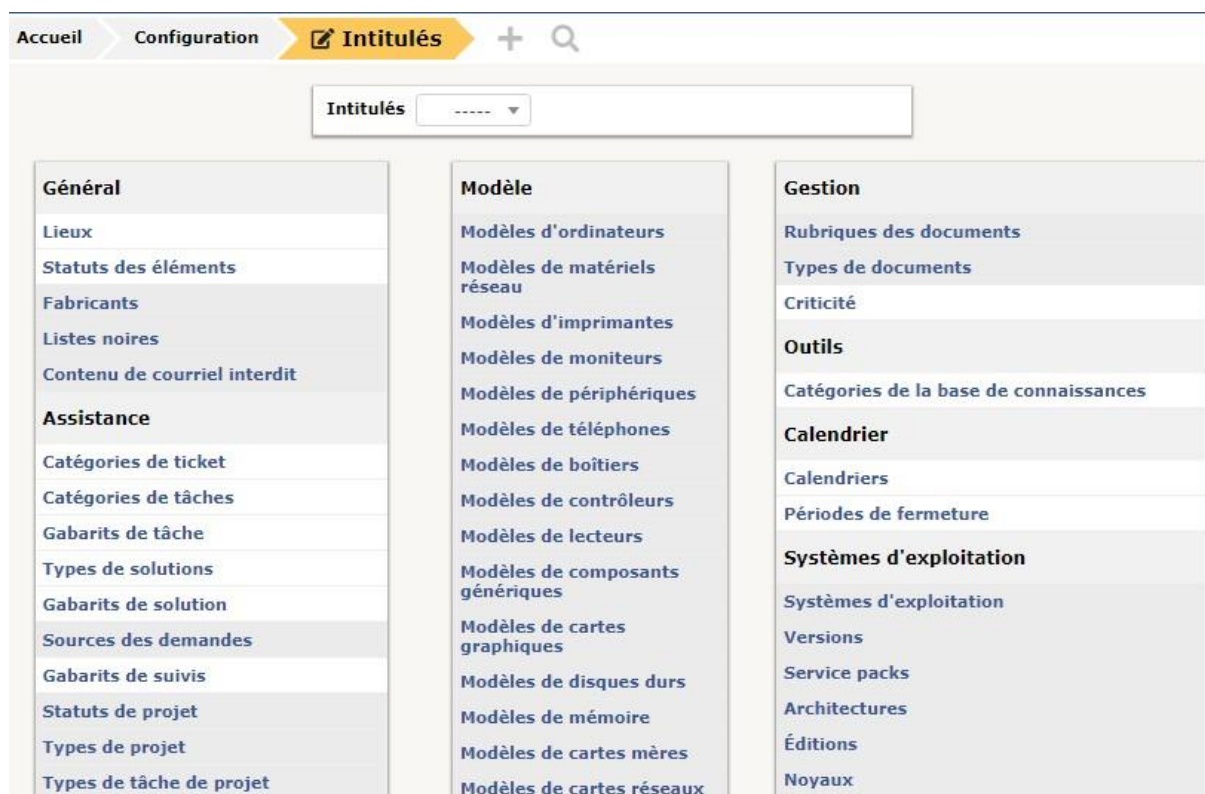 Accueil Configuration Intitulés
Intitulés -----
Général
Lieux
Statuts des éléments
Fabricants
Listes noires
Contenu de courriel interdit
Assistance
Catégories de ticket
Catégories de tâches
Gabarits de tâche
Types de solutions
Gabarits de solution
Sources des demandes
Gabarits de suivis
Statuts de projet
Types de projet
Types de tâche de projet
Modèle
Modèles d'ordinateurs
Modèles de matériels
réseau
Modèles d'imprimantes
Modèles de moniteurs
Modèles de périphériques
Modèles de téléphones
Modèles de boîtiers
Modèles de contrôleurs
Modèles de lecteurs
Modèles de composants
génériques
Modèles de cartes
graphiques
Modèles de disques durs
Modèles de mémoire
Modèles de cartes mères
Modèles de cartes réseaux
Gestion
Rubriques des documents
Types de documents
Criticité
Outils
Catégories de la base de connaissances
Calendrier
Calendriers
Périodes de fermeture
Systèmes d'exploitation
Systèmes d'exploitation
Versions
Service packs
Architectures
Éditions
Noyaux